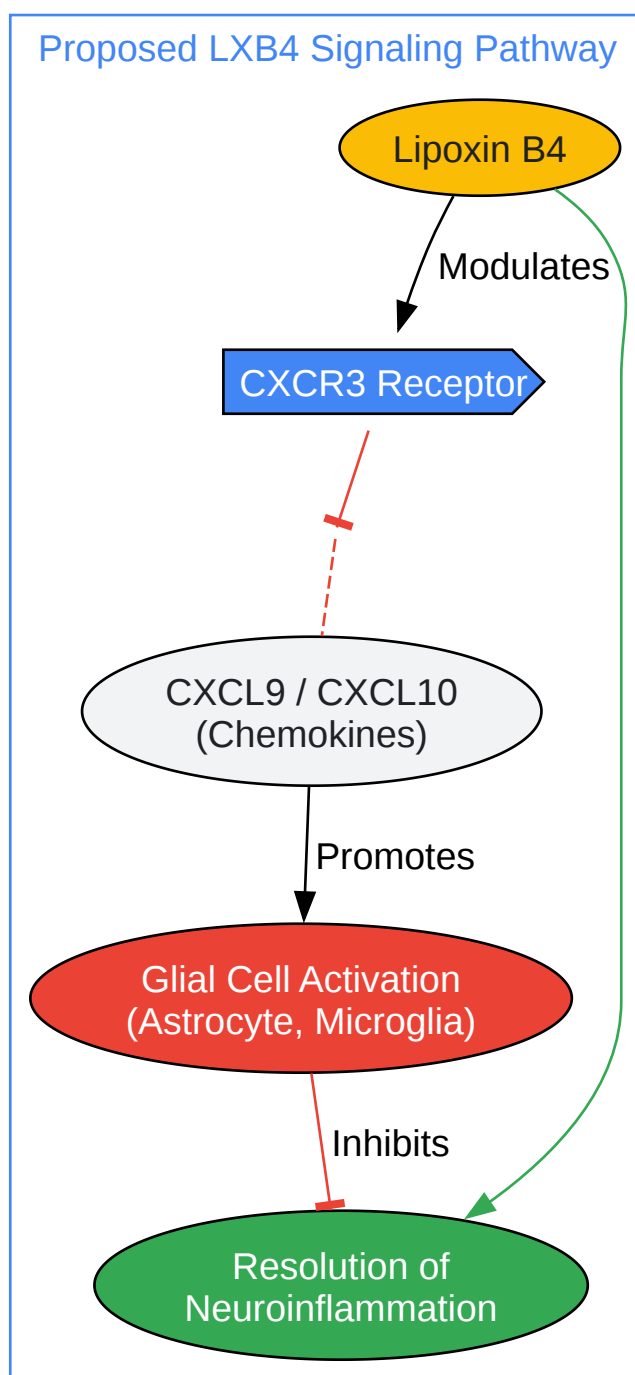 Proposed LXB4 Signaling Pathway
Lipoxin B4
Modulates
CXCR3 Receptor
CXCL9 / CXCL10
(Chemokines)
Promotes
Glial Cell Activation
(Astrocyte, Microglia)
Inhibits
Resolution of
Neuroinflammation